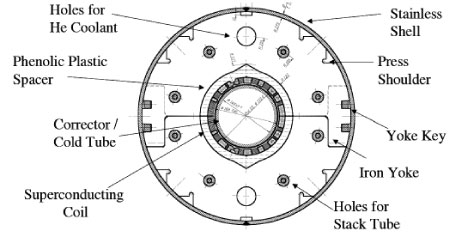 Holes for
He Coolant
Stainless
Shell
Phenolic Plastic
Spacer
Press
Shoulder
Corrector /
Cold Tube
Yoke Key
Iron Yoke
Superconducting
Coil
Holes for
Stack Tube